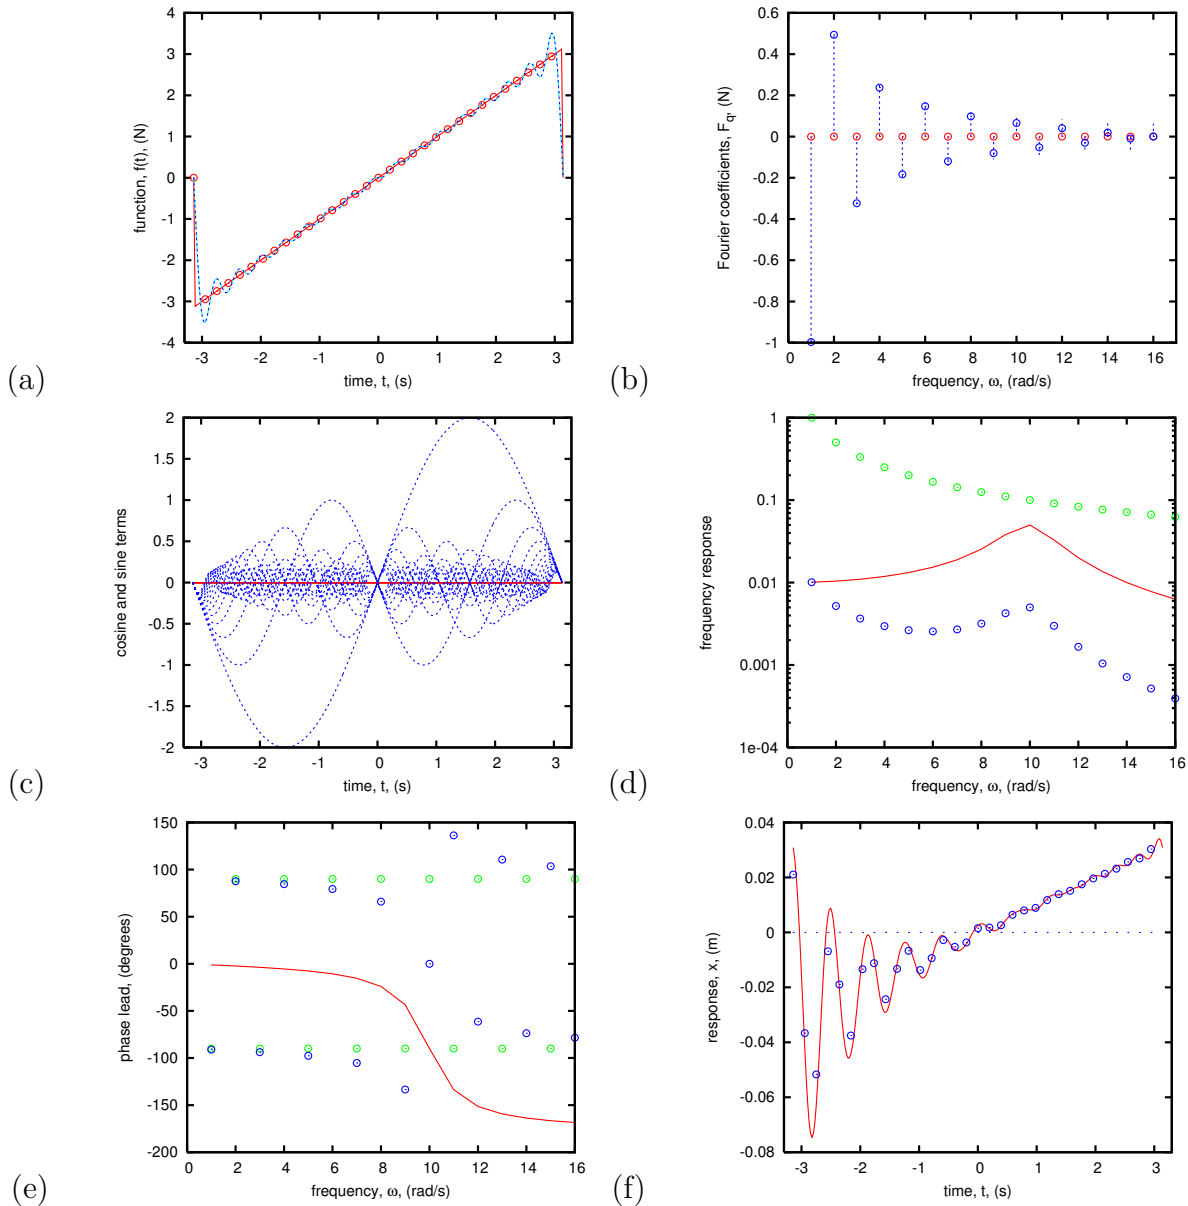 4
3
2
1
0
-1
-2
-3
-4
-3 -2 -1 0 1 2 3
function, f(t), (N)
time, t, (s)
(a)
0.6
0.4
0.2
0
-0.2
-0.4
-0.6
-0.8
-1
0 2 4 6 8 10 12 14 16
Fourier coefficients, Fq, (N)
frequency, ω, (rad/s)
(b)
2
1.5
1
0.5
0
-0.5
-1
-1.5
-2
-3 -2 -1 0 1 2 3
cosine and sine terms
time, t, (s)
(c)
1
0.1
0.01
0.001
1e-04
0 2 4 6 8 10 12 14 16
frequency response
frequency, ω, (rad/s)
(d)
150
100
50
0
-50
-100
-150
-200
0 2 4 6 8 10 12 14 16
phase lead, (degrees)
frequency, ω, (rad/s)
(e)
0.04
0.02
0
-0.02
-0.04
-0.06
-0.08
-3 -2 -1 0 1 2 3
response, x, (m)
time, t, (s)
(f)